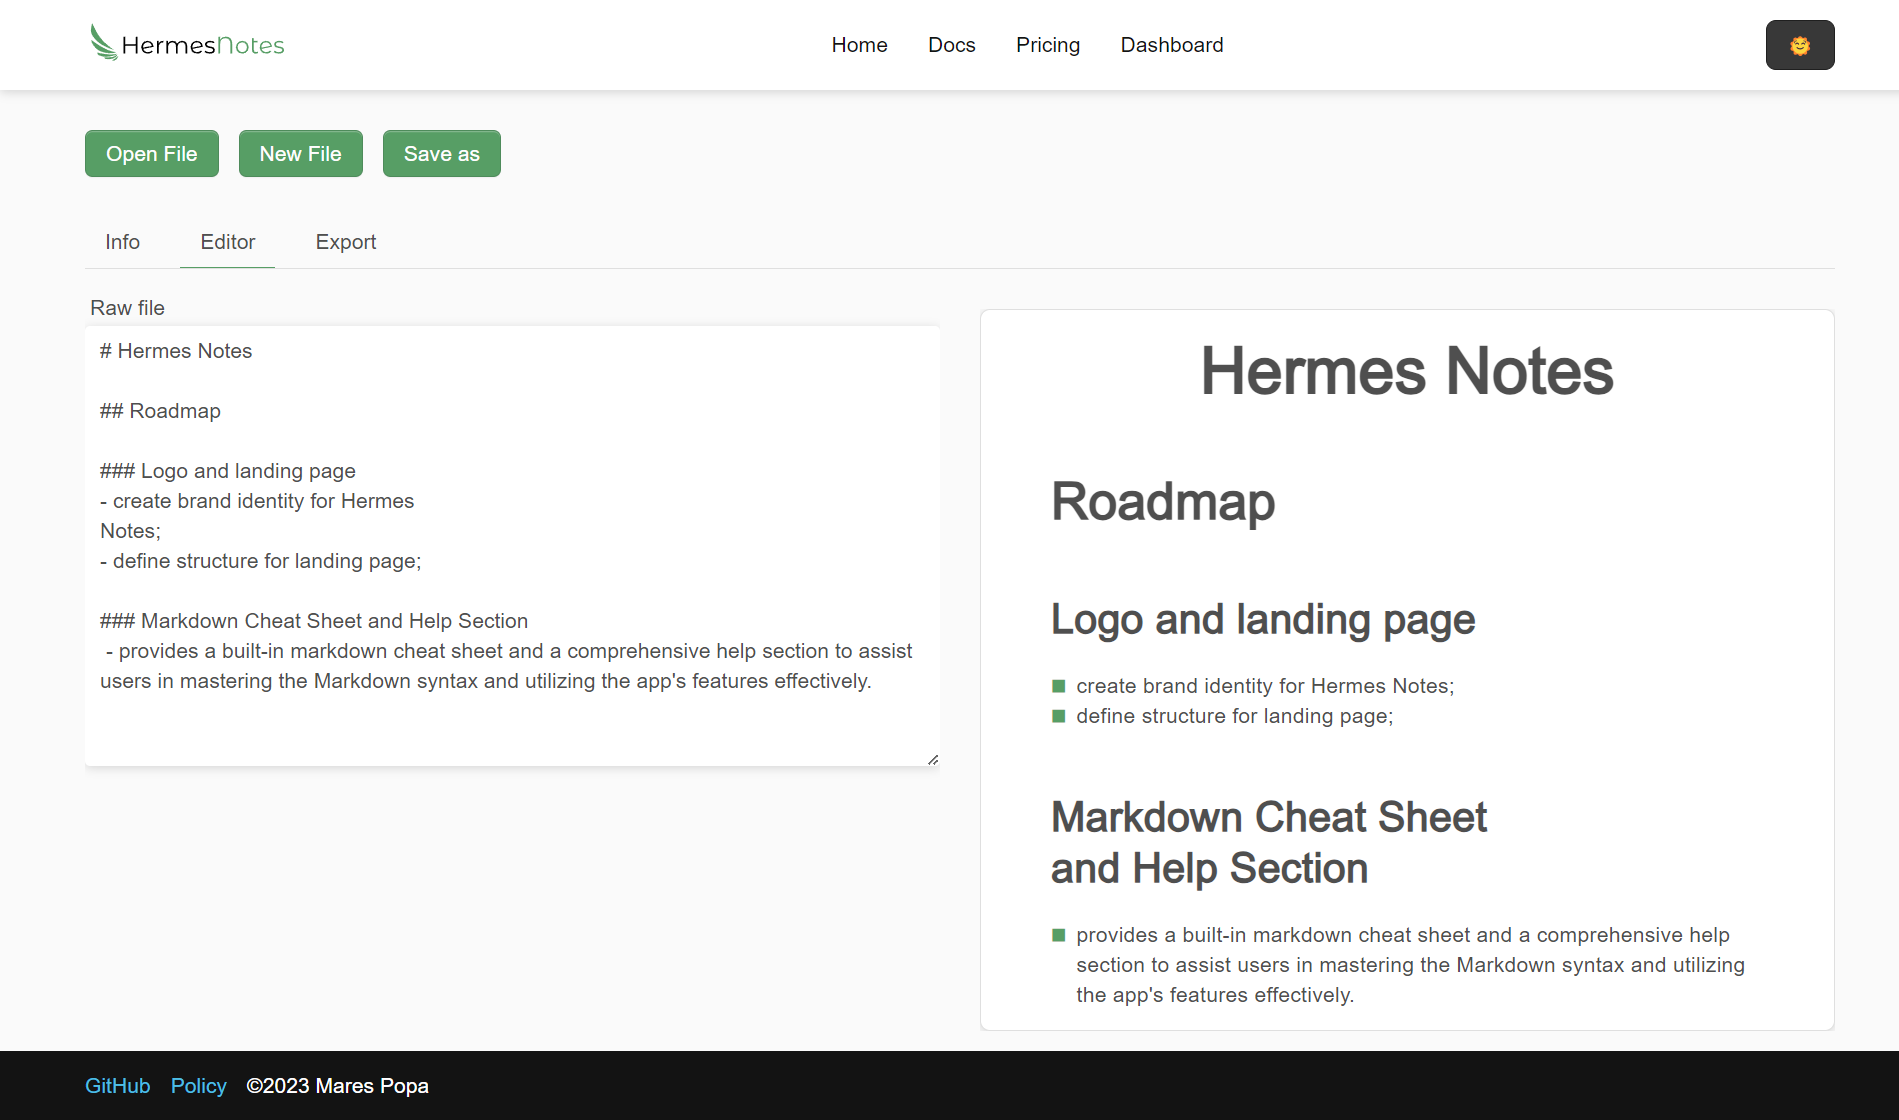 HermesNotes
Home Docs Pricing Dashboard
Open File New File Save as
Info Editor Export
Raw file
# Hermes Notes
## Roadmap
### Logo and landing page
- create brand identity for Hermes
Notes;
- define structure for landing page;
### Markdown Cheat Sheet and Help Section
- provides a built-in markdown cheat sheet and a comprehensive help section to assist
users in mastering the Markdown syntax and utilizing the app's features effectively.
Hermes Notes
Roadmap
Logo and landing page
create brand identity for Hermes Notes;
define structure for landing page;
Markdown Cheat Sheet
and Help Section
provides a built-in markdown cheat sheet and a comprehensive help
section to assist users in mastering the Markdown syntax and utilizing
the app's features effectively.
GitHub Policy ©2023 Mares Popa